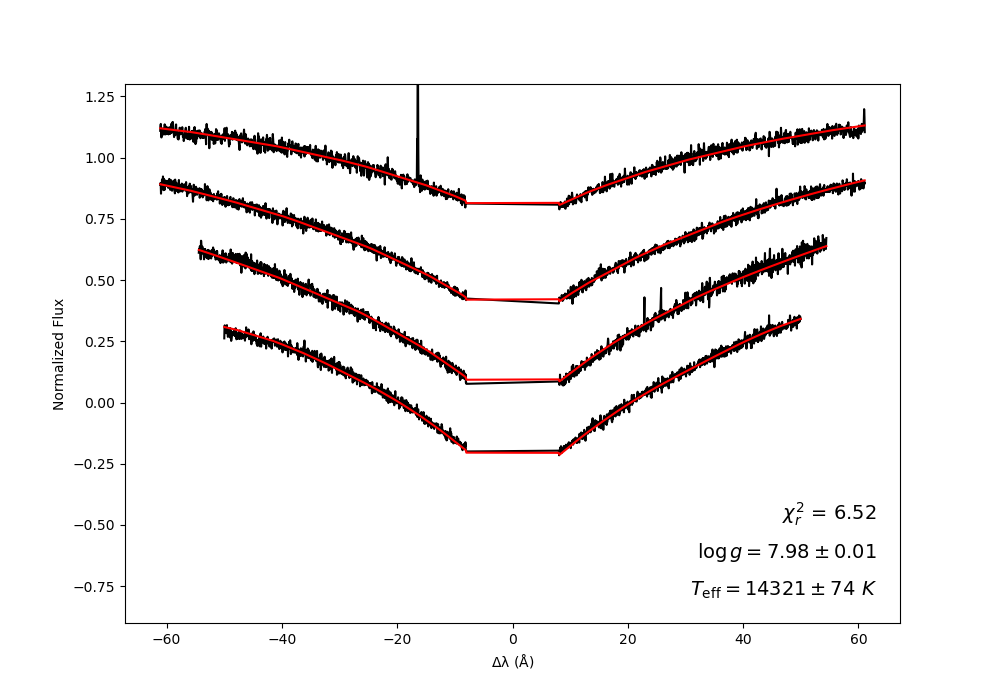 1.25
1.00
0.75
0.50
0.25
0.00
−0.25
−0.50
−0.75
Normalized Flux
χ²ᵣ = 6.52
log g = 7.98 ± 0.01
T_eff = 14321 ± 74 K
−60 −40 −20 0 20 40 60
Δλ (Å)